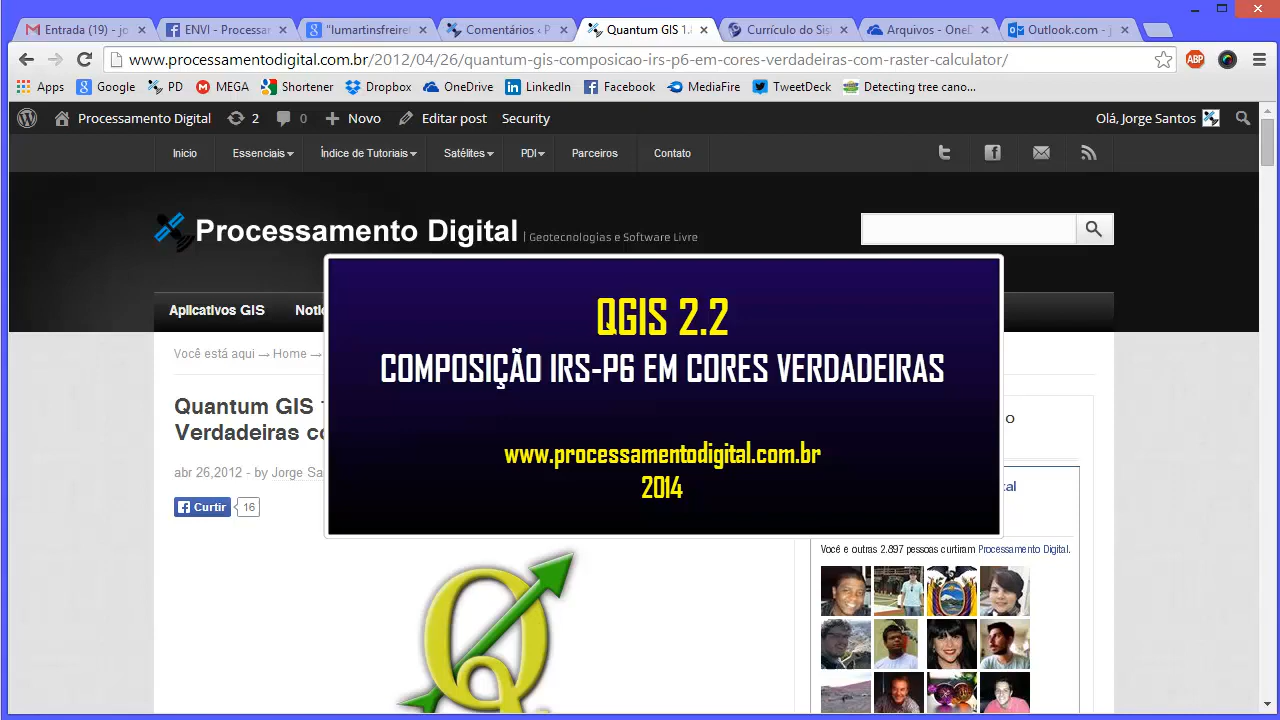 Entrada (19) - jo
ENVI - Processar
"lumartinsfreire
Comentários ‹ P
Quantum GIS 1.
Currículo do Sis
Arquivos - OneD
Outlook.com - j
www.processamentodigital.com.br/2012/04/26/quantum-giscomposicao-irs-p6-em-cores-verdadeiras-com-raster-calculator/
ABP
Apps
Google
PD
MEGA
Shortener
Dropbox
OneDrive
LinkedIn
Facebook
MediaFire
TweetDeck
Detecting tree cano...
Processamento Digital
2
0
Novo
Editar post
Security
Olá, Jorge Santos
Inicio
Essenciais
Índice de Tutoriais
Satélites
PDI
Parceiros
Contato
Processamento Digital | Geotecnologias e Software Livre
Aplicativos GIS
QGIS 2.2
COMPOSIÇÃO IRS-P6 EM CORES VERDADEIRAS
www.processamentodigital.com.br
2014
Você está aqui → Home →
Quantum GIS
Verdadeiras
abr 26,2012 - by Jorge Sa
Curtir
16
Você e outras 2.897 pessoas curtiram Processamento Digital.